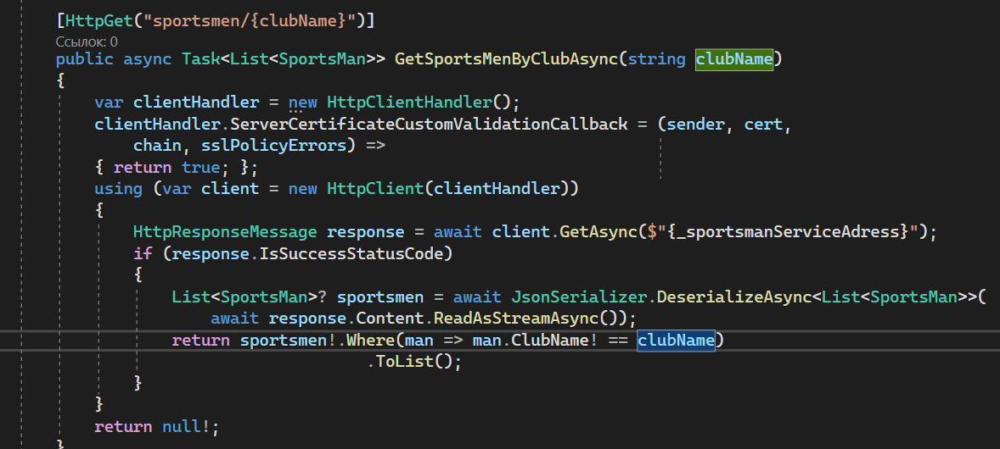 [HttpGet("sportsmen/{clubName}")]
Ссылок: 0
public async Task<List<SportsMan>> GetSportsMenByClubAsync(string clubName)
{
var clientHandler = new HttpClientHandler();
clientHandler.ServerCertificateCustomValidationCallback = (sender, cert,
chain, sslPolicyErrors) =>
{ return true; };
using (var client = new HttpClient(clientHandler))
{
HttpResponseMessage response = await client.GetAsync($"{_sportsmanServiceAdress}");
if (response.IsSuccessStatusCode)
{
List<SportsMan>? sportsmen = await JsonSerializer.DeserializeAsync<List<SportsMan>>(
await response.Content.ReadAsStreamAsync());
return sportsmen!.Where(man => man.ClubName! == clubName)
.ToList();
}
}
return null!;
}